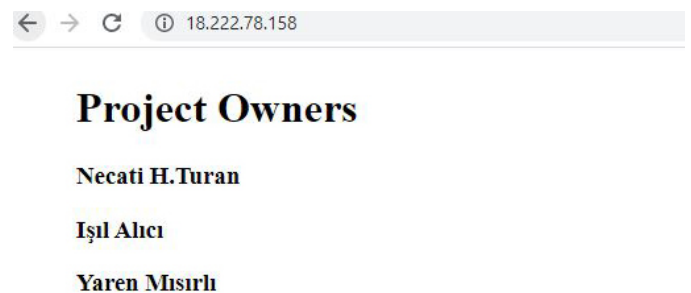 18.222.78.158
Project Owners
Necati H.Turan
Işıl Alıcı
Yaren Mısırlı